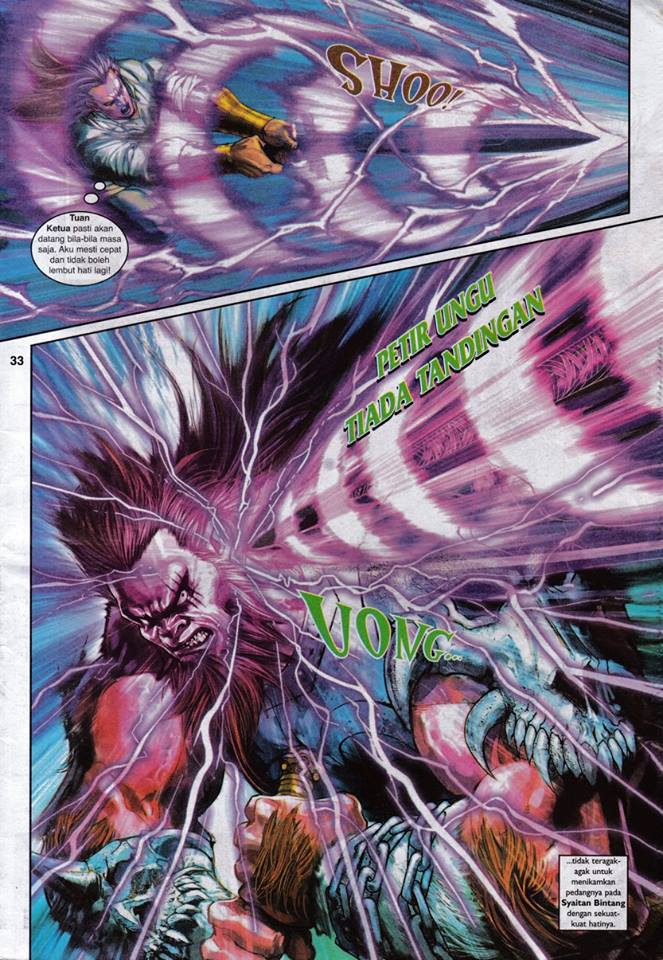 SHOO!!
Tuan
Ketua pasti akan
datang bila-bila masa
saja. Aku mesti cepat
dan tidak boleh
lembut hati lagi!
33
PETIR UNGU
TIADA TANDINGAN
VONG...
...tidak teragak-
agak untuk
menikamkan
pedangnya pada
Syaitan Bintang
dengan sekuat-
kuat hatinya.